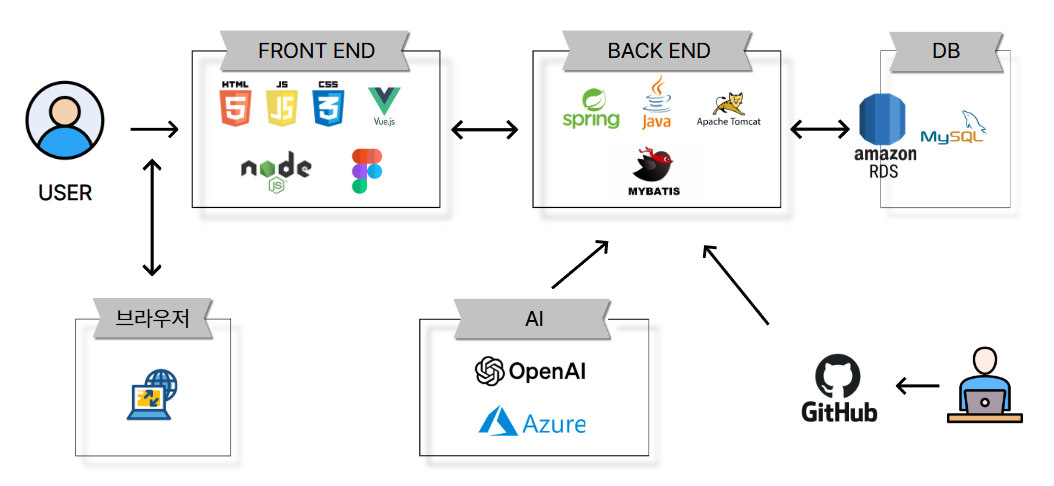 FRONT END
BACK END
DB
HTML
JS
CSS
5
JS
3
Vue.js
node
JS
spring
Java
Apache Tomcat
MYBATIS
amazon
RDS
MySQL
USER
브라우저
AI
OpenAI
Azure
GitHub